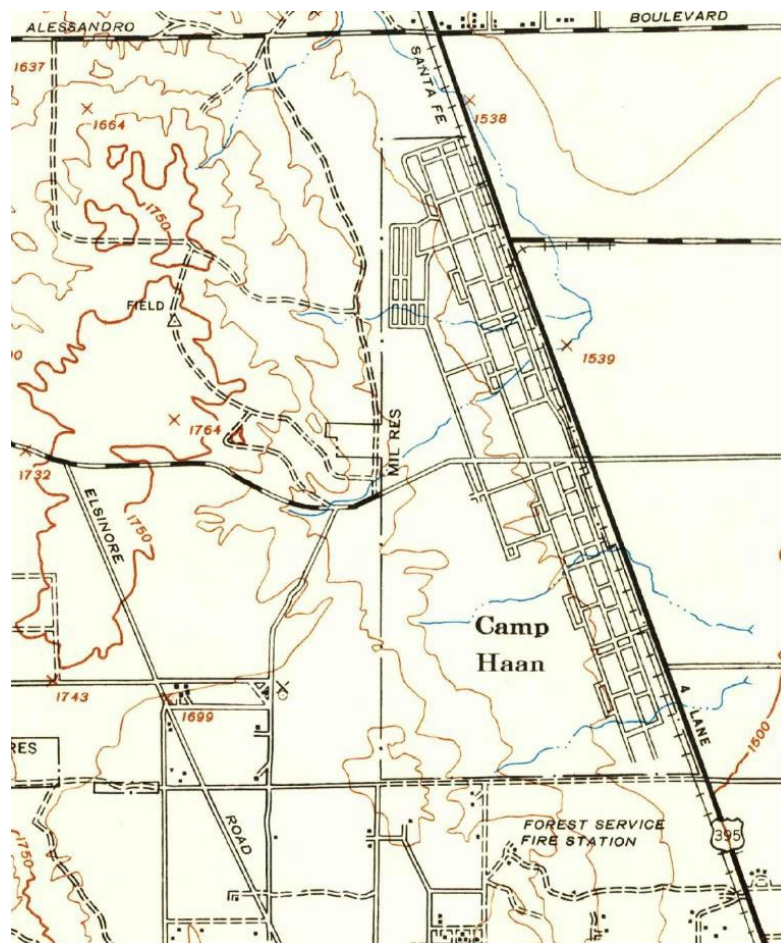 ALESSANDRO
BOULEVARD
1637
SANTA FE
1664
1538
1750
FIELD
1539
1764
MIL RES
1732
ELSINORE
1750
Camp
Haan
1743
1699
4 LANE
1500
RES
ROAD
FOREST SERVICE
FIRE STATION
395
1750